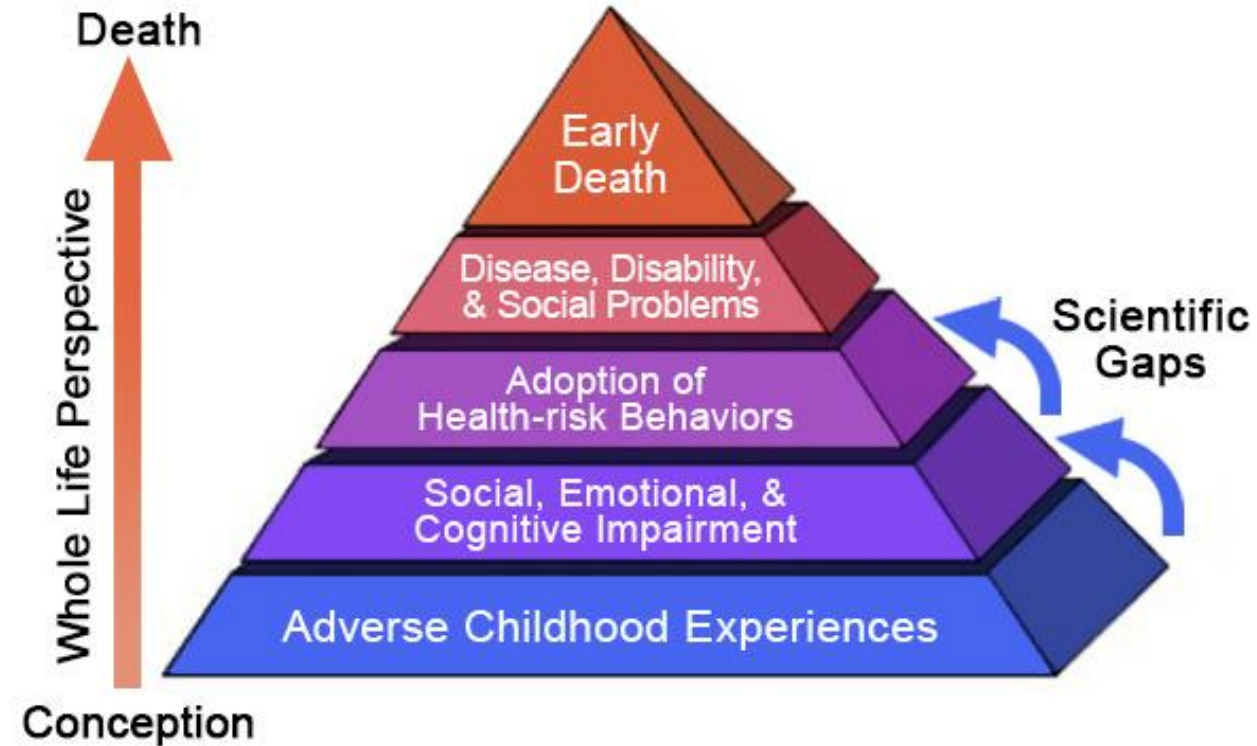 Death
Whole Life Perspective
Conception
Early
Death
Disease, Disability,
& Social Problems
Adoption of
Health-risk Behaviors
Social, Emotional, &
Cognitive Impairment
Adverse Childhood Experiences
Scientific
Gaps